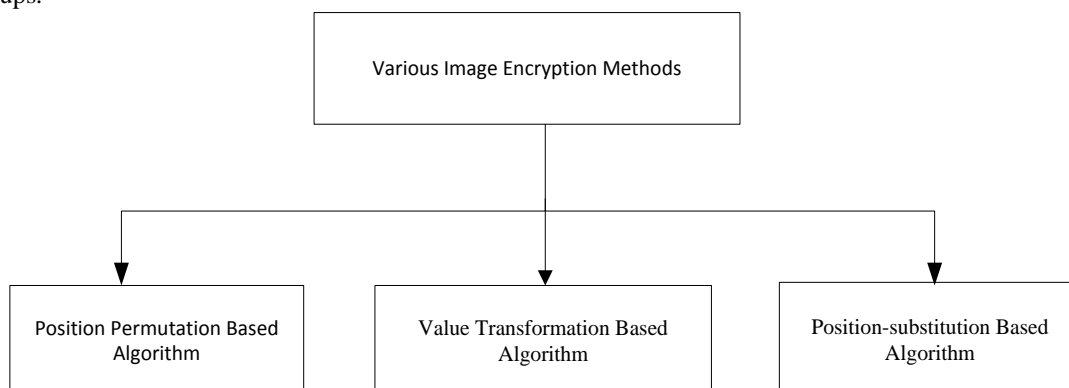 ups.
Various Image Encryption Methods
Position Permutation Based
Algorithm
Value Transformation Based
Algorithm
Position-substitution Based
Algorithm